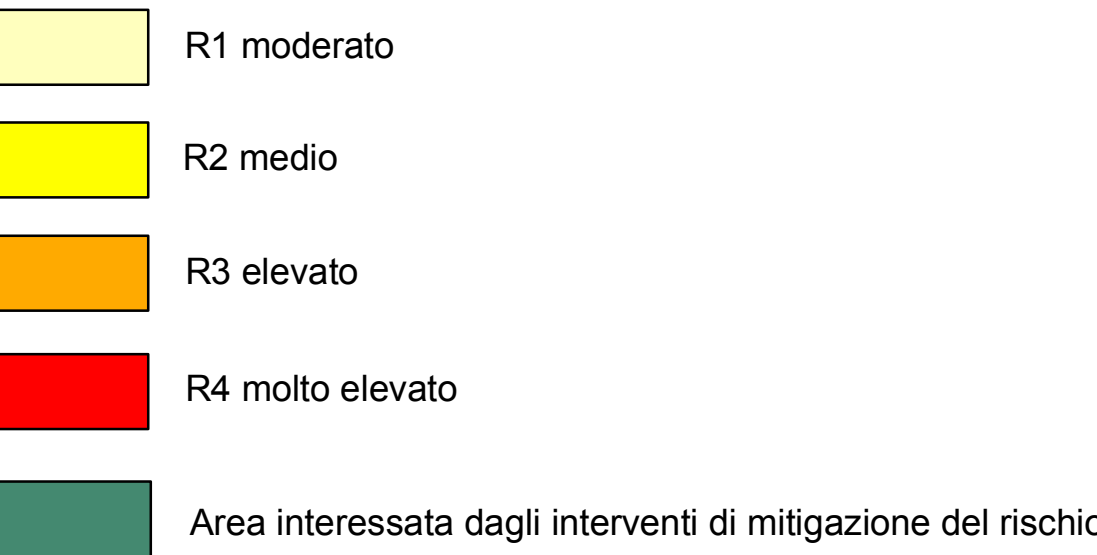 R1 moderato
R2 medio
R3 elevato
R4 molto elevato
Area interessata dagli interventi di mitigazione del rischio